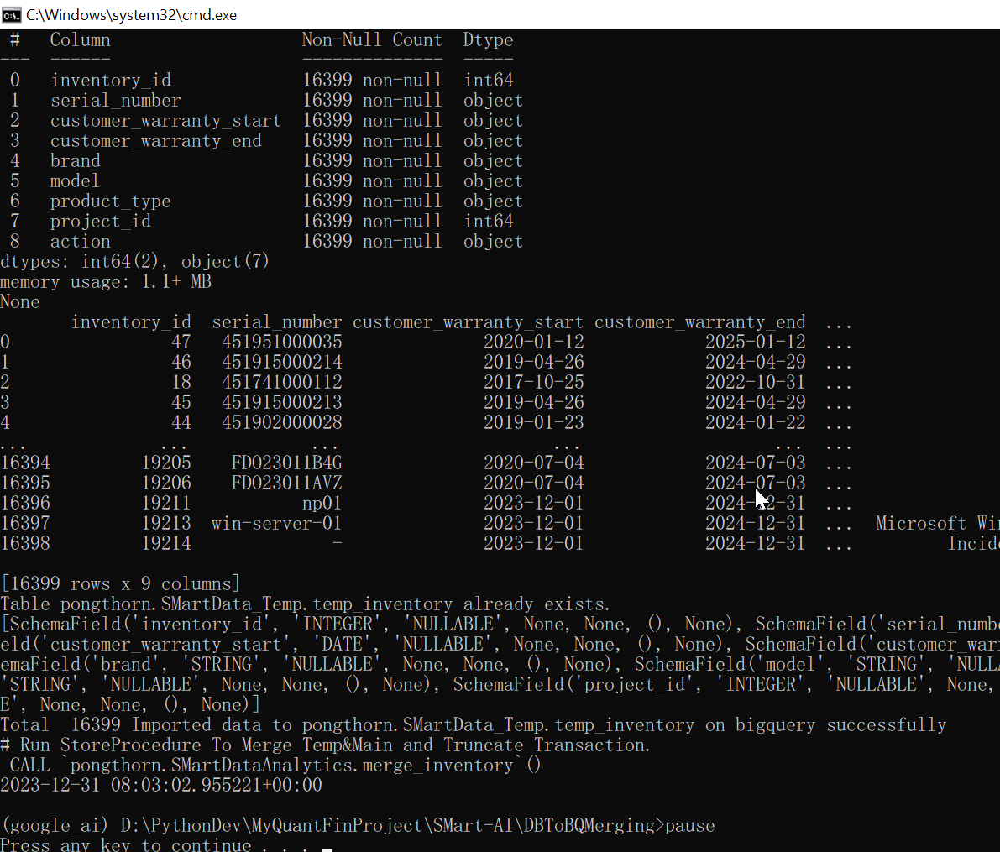 C:\Windows\system32\cmd.exe
#   Column                   Non-Null Count  Dtype
---  ------                   --------------  -----
0   inventory_id             16399 non-null  int64
1   serial_number            16399 non-null  object
2   customer_warranty_start  16399 non-null  object
3   customer_warranty_end    16399 non-null  object
4   brand                    16399 non-null  object
5   model                    16399 non-null  object
6   product_type             16399 non-null  object
7   project_id               16399 non-null  int64
8   action                   16399 non-null  object
dtypes: int64(2), object(7)
memory usage: 1.1+ MB
None
inventory_id  serial_number customer_warranty_start customer_warranty_end  ...
0                47   451951000035              2020-01-12            2025-01-12  ...
1                46   451915000214              2019-04-26            2024-04-29  ...
2                18   451741000112              2017-10-25            2022-10-31  ...
3                45   451915000213              2019-04-26            2024-04-29  ...
4                44   451902000028              2019-01-23            2024-01-22  ...
...             ...            ...                     ...                   ...  ...
16394         19205    FDO23011B4G              2020-07-04            2024-07-03  ...
16395         19206    FDO23011AVZ              2020-07-04            2024-07-03  ...
16396         19211           np01              2023-12-01            2024-12-31  ...
16397         19213  win-server-01              2023-12-01            2024-12-31  ...  Microsoft Win
16398         19214              -              2023-12-01            2024-12-31  ...         Incide
[16399 rows x 9 columns]
Table pongthorn.SMartData_Temp.temp_inventory already exists.
[SchemaField('inventory_id', 'INTEGER', 'NULLABLE', None, None, (), None), SchemaField('serial_numbe
eld('customer_warranty_start', 'DATE', 'NULLABLE', None, None, (), None), SchemaField('customer_warr
emaField('brand', 'STRING', 'NULLABLE', None, None, (), None), SchemaField('model', 'STRING', 'NULLA
'STRING', 'NULLABLE', None, None, (), None), SchemaField('project_id', 'INTEGER', 'NULLABLE', None,
E', None, None, (), None)]
Total  16399 Imported data to pongthorn.SMartData_Temp.temp_inventory on bigquery successfully
# Run StoreProcedure To Merge Temp&Main and Truncate Transaction.
CALL `pongthorn.SMartDataAnalytics.merge_inventory`()
2023-12-31 08:03:02.955221+00:00
(google_ai) D:\PythonDev\MyQuantFinProject\SMart-AI\DBToBQMerging>pause
Press any key to continue . . .